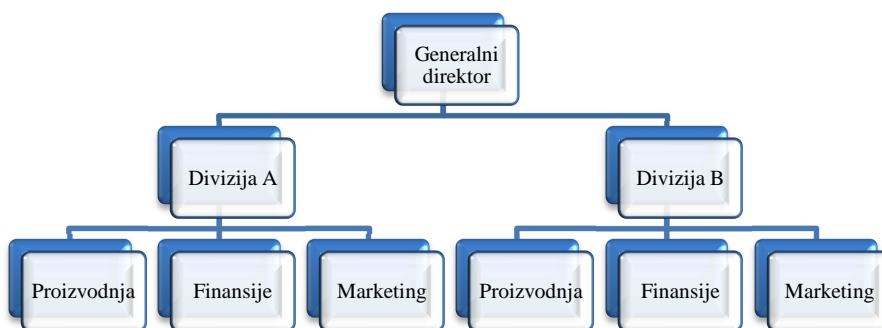 Generalni
direktor
Divizija A
Divizija B
Proizvodnja
Finansije
Marketing
Proizvodnja
Finansije
Marketing